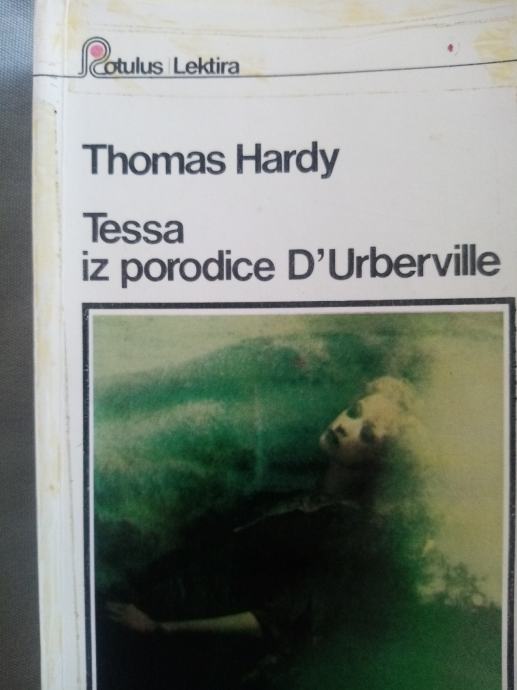 Rotulus | Lektira
Thomas Hardy
Tessa
iz porodice D'Urberville